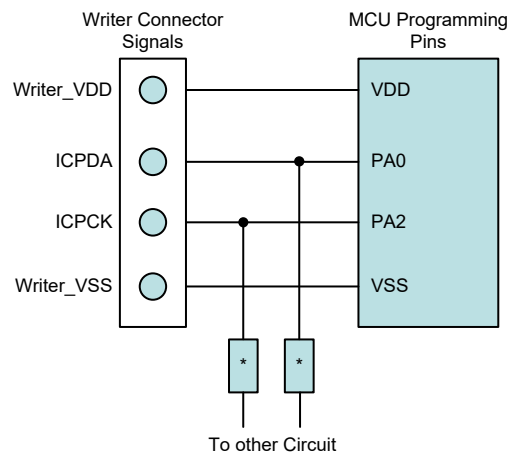 Writer Connector
Signals
MCU Programming
Pins
Writer_VDD
VDD
ICPDA
PA0
ICPCK
PA2
Writer_VSS
VSS
*
*
To other Circuit